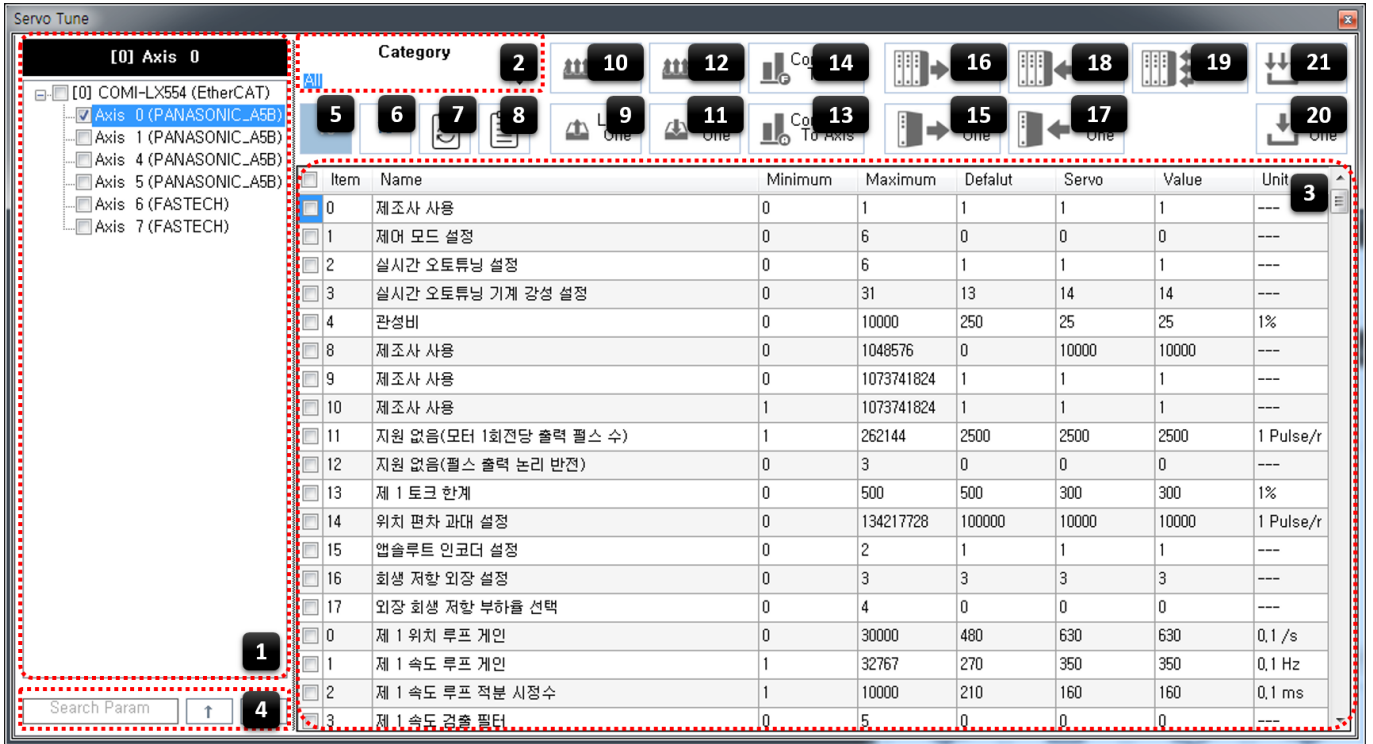 Servo Tune
[0] Axis 0
[0] COMI-LX554 (EtherCAT)
Axis 0 (PANASONIC_A5B)
Axis 1 (PANASONIC_A5B)
Axis 4 (PANASONIC_A5B)
Axis 5 (PANASONIC_A5B)
Axis 6 (FASTECH)
Axis 7 (FASTECH)
1
Search Param ↑ 4
Category
All
2
10 12 14 16 18 19 21
5 6 7 8 9 11 13 15 17 20
One One To Axis One One One
Item Name Minimum Maximum Defalut Servo Value Unit
3
0 제조사 사용 0 1 1 1 1 ---
1 제어 모드 설정 0 6 0 0 0 ---
2 실시간 오토튜닝 설정 0 6 1 1 1 ---
3 실시간 오토튜닝 기계 강성 설정 0 31 13 14 14 ---
4 관성비 0 10000 250 25 25 1%
8 제조사 사용 0 1048576 0 10000 10000 ---
9 제조사 사용 0 1073741824 1 1 1 ---
10 제조사 사용 1 1073741824 1 1 1 ---
11 지원 없음(모터 1회전당 출력 펄스 수) 1 262144 2500 2500 2500 1 Pulse/r
12 지원 없음(펄스 출력 논리 반전) 0 3 0 0 0 ---
13 제 1 토크 한계 0 500 500 300 300 1%
14 위치 편차 과대 설정 0 134217728 100000 10000 10000 1 Pulse/r
15 앱솔루트 인코더 설정 0 2 1 1 1 ---
16 회생 저항 외장 설정 0 3 3 3 3 ---
17 외장 회생 저항 부하율 선택 0 4 0 0 0 ---
0 제 1 위치 루프 게인 0 30000 480 630 630 0.1 /s
1 제 1 속도 루프 게인 1 32767 270 350 350 0.1 Hz
2 제 1 속도 루프 적분 시정수 1 10000 210 160 160 0.1 ms
3 제 1 속도 검출 필터 0 5 0 0 0 ---